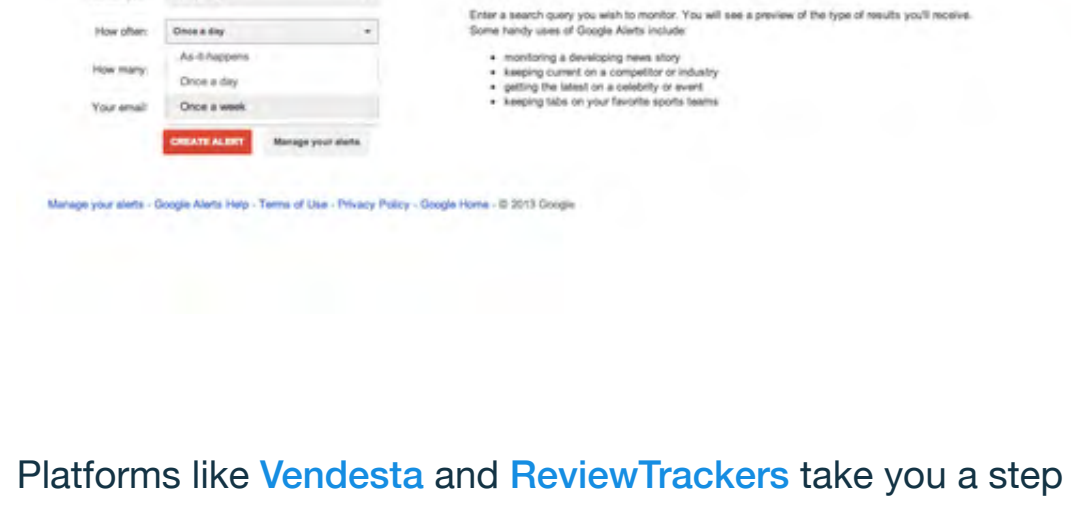 How often: Once a day
As-it-happens
How many: Once a day
Your email: Once a week
CREATE ALERT Manage your alerts
Enter a search query you wish to monitor. You will see a preview of the type of results you'll receive.
Some handy uses of Google Alerts include:
• monitoring a developing news story
• keeping current on a competitor or industry
• getting the latest on a celebrity or event
• keeping tabs on your favorite sports teams
Manage your alerts - Google Alerts Help - Terms of Use - Privacy Policy - Google Home - © 2013 Google
Platforms like Vendesta and ReviewTrackers take you a step